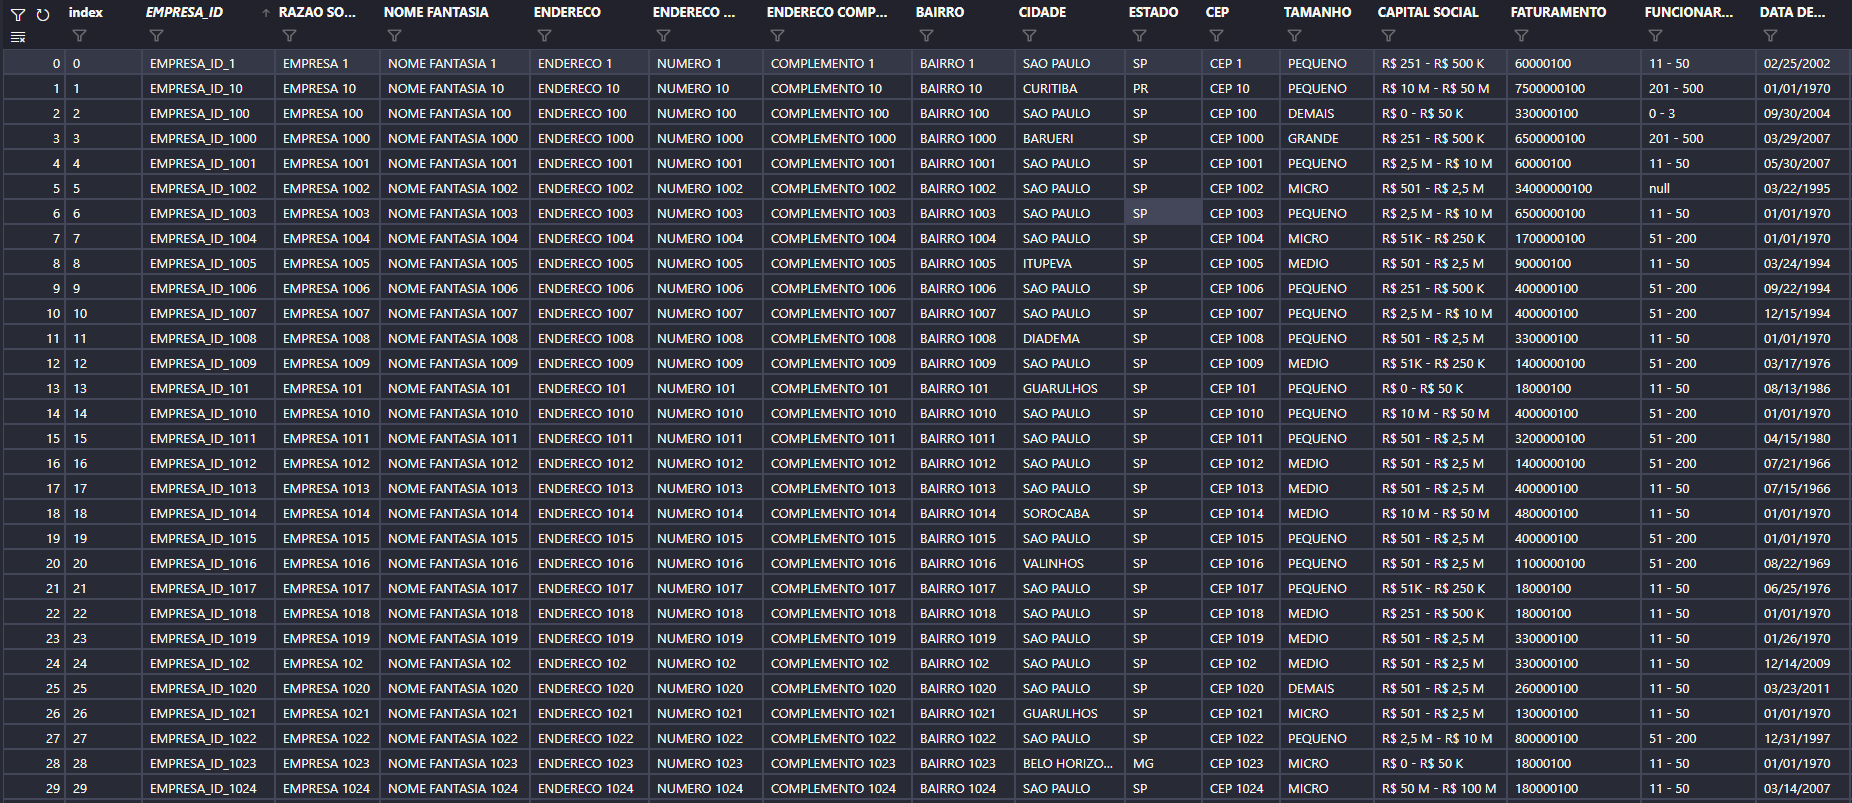 index EMPRESA_ID RAZAO SO... NOME FANTASIA ENDERECO ENDERECO ... ENDERECO COMP... BAIRRO CIDADE ESTADO CEP TAMANHO CAPITAL SOCIAL FATURAMENTO FUNCIONAR... DATA DE...
0 0 EMPRESA_ID_1 EMPRESA 1 NOME FANTASIA 1 ENDERECO 1 NUMERO 1 COMPLEMENTO 1 BAIRRO 1 SAO PAULO SP CEP 1 PEQUENO R$ 251 - R$ 500 K 60000100 11 - 50 02/25/2002
1 1 EMPRESA_ID_10 EMPRESA 10 NOME FANTASIA 10 ENDERECO 10 NUMERO 10 COMPLEMENTO 10 BAIRRO 10 CURITIBA PR CEP 10 PEQUENO R$ 10 M - R$ 50 M 7500000100 201 - 500 01/01/1970
2 2 EMPRESA_ID_100 EMPRESA 100 NOME FANTASIA 100 ENDERECO 100 NUMERO 100 COMPLEMENTO 100 BAIRRO 100 SAO PAULO SP CEP 100 DEMAIS R$ 0 - R$ 50 K 330000100 0 - 3 09/30/2004
3 3 EMPRESA_ID_1000 EMPRESA 1000 NOME FANTASIA 1000 ENDERECO 1000 NUMERO 1000 COMPLEMENTO 1000 BAIRRO 1000 BARUERI SP CEP 1000 GRANDE R$ 251 - R$ 500 K 6500000100 201 - 500 03/29/2007
4 4 EMPRESA_ID_1001 EMPRESA 1001 NOME FANTASIA 1001 ENDERECO 1001 NUMERO 1001 COMPLEMENTO 1001 BAIRRO 1001 SAO PAULO SP CEP 1001 PEQUENO R$ 2,5 M - R$ 10 M 60000100 11 - 50 05/30/2007
5 5 EMPRESA_ID_1002 EMPRESA 1002 NOME FANTASIA 1002 ENDERECO 1002 NUMERO 1002 COMPLEMENTO 1002 BAIRRO 1002 SAO PAULO SP CEP 1002 MICRO R$ 501 - R$ 2,5 M 34000000100 null 03/22/1995
6 6 EMPRESA_ID_1003 EMPRESA 1003 NOME FANTASIA 1003 ENDERECO 1003 NUMERO 1003 COMPLEMENTO 1003 BAIRRO 1003 SAO PAULO SP CEP 1003 PEQUENO R$ 2,5 M - R$ 10 M 6500000100 11 - 50 01/01/1970
7 7 EMPRESA_ID_1004 EMPRESA 1004 NOME FANTASIA 1004 ENDERECO 1004 NUMERO 1004 COMPLEMENTO 1004 BAIRRO 1004 SAO PAULO SP CEP 1004 MICRO R$ 51K - R$ 250 K 1700000100 51 - 200 01/01/1970
8 8 EMPRESA_ID_1005 EMPRESA 1005 NOME FANTASIA 1005 ENDERECO 1005 NUMERO 1005 COMPLEMENTO 1005 BAIRRO 1005 ITUPEVA SP CEP 1005 MEDIO R$ 501 - R$ 2,5 M 90000100 11 - 50 03/24/1994
9 9 EMPRESA_ID_1006 EMPRESA 1006 NOME FANTASIA 1006 ENDERECO 1006 NUMERO 1006 COMPLEMENTO 1006 BAIRRO 1006 SAO PAULO SP CEP 1006 PEQUENO R$ 251 - R$ 500 K 400000100 51 - 200 09/22/1994
10 10 EMPRESA_ID_1007 EMPRESA 1007 NOME FANTASIA 1007 ENDERECO 1007 NUMERO 1007 COMPLEMENTO 1007 BAIRRO 1007 SAO PAULO SP CEP 1007 PEQUENO R$ 2,5 M - R$ 10 M 400000100 51 - 200 12/15/1994
11 11 EMPRESA_ID_1008 EMPRESA 1008 NOME FANTASIA 1008 ENDERECO 1008 NUMERO 1008 COMPLEMENTO 1008 BAIRRO 1008 DIADEMA SP CEP 1008 PEQUENO R$ 501 - R$ 2,5 M 330000100 11 - 50 01/01/1970
12 12 EMPRESA_ID_1009 EMPRESA 1009 NOME FANTASIA 1009 ENDERECO 1009 NUMERO 1009 COMPLEMENTO 1009 BAIRRO 1009 SAO PAULO SP CEP 1009 MEDIO R$ 51K - R$ 250 K 1400000100 51 - 200 03/17/1976
13 13 EMPRESA_ID_101 EMPRESA 101 NOME FANTASIA 101 ENDERECO 101 NUMERO 101 COMPLEMENTO 101 BAIRRO 101 GUARULHOS SP CEP 101 PEQUENO R$ 0 - R$ 50 K 18000100 11 - 50 08/13/1986
14 14 EMPRESA_ID_1010 EMPRESA 1010 NOME FANTASIA 1010 ENDERECO 1010 NUMERO 1010 COMPLEMENTO 1010 BAIRRO 1010 SAO PAULO SP CEP 1010 PEQUENO R$ 10 M - R$ 50 M 400000100 51 - 200 01/01/1970
15 15 EMPRESA_ID_1011 EMPRESA 1011 NOME FANTASIA 1011 ENDERECO 1011 NUMERO 1011 COMPLEMENTO 1011 BAIRRO 1011 SAO PAULO SP CEP 1011 PEQUENO R$ 501 - R$ 2,5 M 3200000100 51 - 200 04/15/1980
16 16 EMPRESA_ID_1012 EMPRESA 1012 NOME FANTASIA 1012 ENDERECO 1012 NUMERO 1012 COMPLEMENTO 1012 BAIRRO 1012 SAO PAULO SP CEP 1012 MEDIO R$ 501 - R$ 2,5 M 1400000100 51 - 200 07/21/1966
17 17 EMPRESA_ID_1013 EMPRESA 1013 NOME FANTASIA 1013 ENDERECO 1013 NUMERO 1013 COMPLEMENTO 1013 BAIRRO 1013 SAO PAULO SP CEP 1013 MEDIO R$ 501 - R$ 2,5 M 400000100 11 - 50 07/15/1966
18 18 EMPRESA_ID_1014 EMPRESA 1014 NOME FANTASIA 1014 ENDERECO 1014 NUMERO 1014 COMPLEMENTO 1014 BAIRRO 1014 SOROCABA SP CEP 1014 MEDIO R$ 10 M - R$ 50 M 480000100 11 - 50 01/01/1970
19 19 EMPRESA_ID_1015 EMPRESA 1015 NOME FANTASIA 1015 ENDERECO 1015 NUMERO 1015 COMPLEMENTO 1015 BAIRRO 1015 SAO PAULO SP CEP 1015 PEQUENO R$ 501 - R$ 2,5 M 400000100 51 - 200 01/01/1970
20 20 EMPRESA_ID_1016 EMPRESA 1016 NOME FANTASIA 1016 ENDERECO 1016 NUMERO 1016 COMPLEMENTO 1016 BAIRRO 1016 VALINHOS SP CEP 1016 PEQUENO R$ 501 - R$ 2,5 M 1100000100 51 - 200 08/22/1969
21 21 EMPRESA_ID_1017 EMPRESA 1017 NOME FANTASIA 1017 ENDERECO 1017 NUMERO 1017 COMPLEMENTO 1017 BAIRRO 1017 SAO PAULO SP CEP 1017 PEQUENO R$ 51K - R$ 250 K 18000100 11 - 50 06/25/1976
22 22 EMPRESA_ID_1018 EMPRESA 1018 NOME FANTASIA 1018 ENDERECO 1018 NUMERO 1018 COMPLEMENTO 1018 BAIRRO 1018 SAO PAULO SP CEP 1018 MEDIO R$ 251 - R$ 500 K 18000100 11 - 50 01/01/1970
23 23 EMPRESA_ID_1019 EMPRESA 1019 NOME FANTASIA 1019 ENDERECO 1019 NUMERO 1019 COMPLEMENTO 1019 BAIRRO 1019 SAO PAULO SP CEP 1019 MEDIO R$ 501 - R$ 2,5 M 330000100 11 - 50 01/26/1970
24 24 EMPRESA_ID_102 EMPRESA 102 NOME FANTASIA 102 ENDERECO 102 NUMERO 102 COMPLEMENTO 102 BAIRRO 102 SAO PAULO SP CEP 102 MEDIO R$ 501 - R$ 2,5 M 330000100 11 - 50 12/14/2009
25 25 EMPRESA_ID_1020 EMPRESA 1020 NOME FANTASIA 1020 ENDERECO 1020 NUMERO 1020 COMPLEMENTO 1020 BAIRRO 1020 SAO PAULO SP CEP 1020 DEMAIS R$ 501 - R$ 2,5 M 260000100 11 - 50 03/23/2011
26 26 EMPRESA_ID_1021 EMPRESA 1021 NOME FANTASIA 1021 ENDERECO 1021 NUMERO 1021 COMPLEMENTO 1021 BAIRRO 1021 GUARULHOS SP CEP 1021 MICRO R$ 501 - R$ 2,5 M 130000100 11 - 50 01/01/1970
27 27 EMPRESA_ID_1022 EMPRESA 1022 NOME FANTASIA 1022 ENDERECO 1022 NUMERO 1022 COMPLEMENTO 1022 BAIRRO 1022 SAO PAULO SP CEP 1022 PEQUENO R$ 2,5 M - R$ 10 M 800000100 51 - 200 12/31/1997
28 28 EMPRESA_ID_1023 EMPRESA 1023 NOME FANTASIA 1023 ENDERECO 1023 NUMERO 1023 COMPLEMENTO 1023 BAIRRO 1023 BELO HORIZO... MG CEP 1023 MICRO R$ 0 - R$ 50 K 18000100 11 - 50 01/01/1970
29 29 EMPRESA_ID_1024 EMPRESA 1024 NOME FANTASIA 1024 ENDERECO 1024 NUMERO 1024 COMPLEMENTO 1024 BAIRRO 1024 SAO PAULO SP CEP 1024 MICRO R$ 50 M - R$ 100 M 180000100 11 - 50 03/14/2007